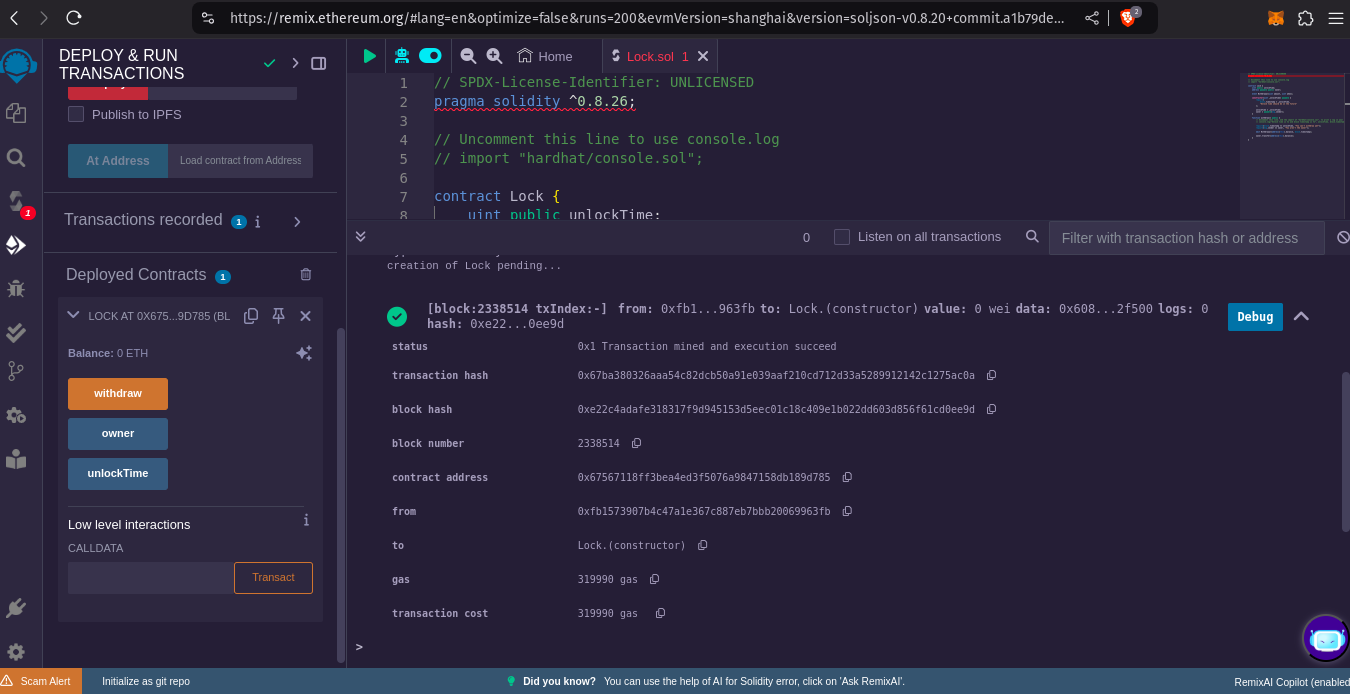 https://remix.ethereum.org/#lang=en&optimize=false&runs=200&evmVersion=shanghai&version=soljson-v0.8.20+commit.a1b79de...
2
DEPLOY & RUN
TRANSACTIONS
Publish to IPFS
At Address
Load contract from Address
Transactions recorded 1 i
Deployed Contracts 1
LOCK AT 0X675...9D785 (BL
Balance: 0 ETH
withdraw
owner
unlockTime
Low level interactions i
CALLDATA
Transact
1
Home
Lock.sol 1
1 // SPDX-License-Identifier: UNLICENSED
2 pragma solidity ^0.8.26;
3
4 // Uncomment this line to use console.log
5 // import "hardhat/console.sol";
6
7 contract Lock {
8 uint public unlockTime;
0 Listen on all transactions Filter with transaction hash or address
creation of Lock pending...
[block:2338514 txIndex:-] from: 0xfb1...963fb to: Lock.(constructor) value: 0 wei data: 0x608...2f500 logs: 0
hash: 0xe22...0ee9d
Debug
status 0x1 Transaction mined and execution succeed
transaction hash 0x67ba380326aaa54c82dcb50a91e039aaf210cd712d33a5289912142c1275ac0a
block hash 0xe22c4adafe318317f9d945153d5eec01c18c409e1b022dd603d856f61cd0ee9d
block number 2338514
contract address 0x67567118ff3bea4ed3f5076a9847158db189d785
from 0xfb1573907b4c47a1e367c887eb7bbb20069963fb
to Lock.(constructor)
gas 319990 gas
transaction cost 319990 gas
>
Scam Alert
Initialize as git repo
Did you know? You can use the help of AI for Solidity error, click on 'Ask RemixAI'.
RemixAI Copilot (enabled